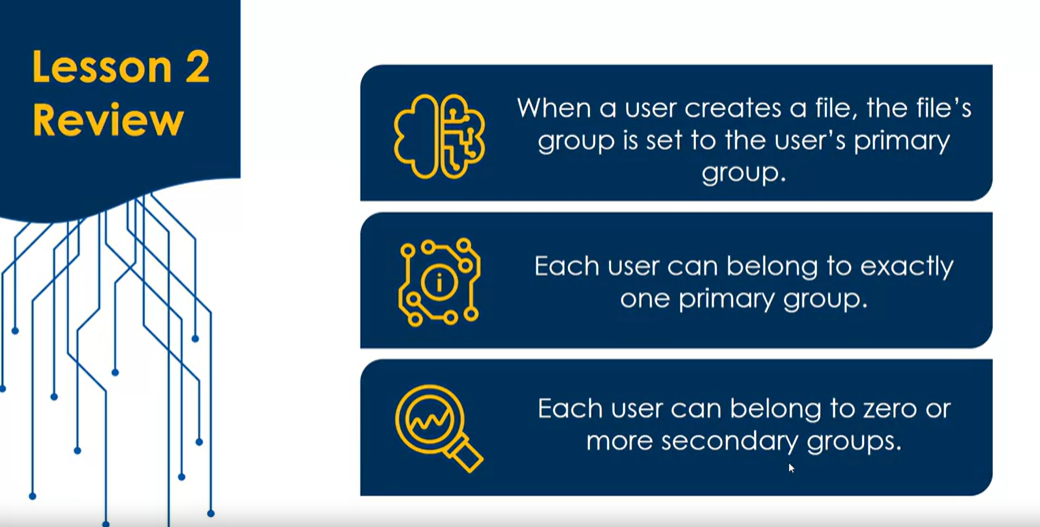 Lesson 2
Review
When a user creates a file, the file’s
group is set to the user’s primary
group.
Each user can belong to exactly
one primary group.
Each user can belong to zero or
more secondary groups.